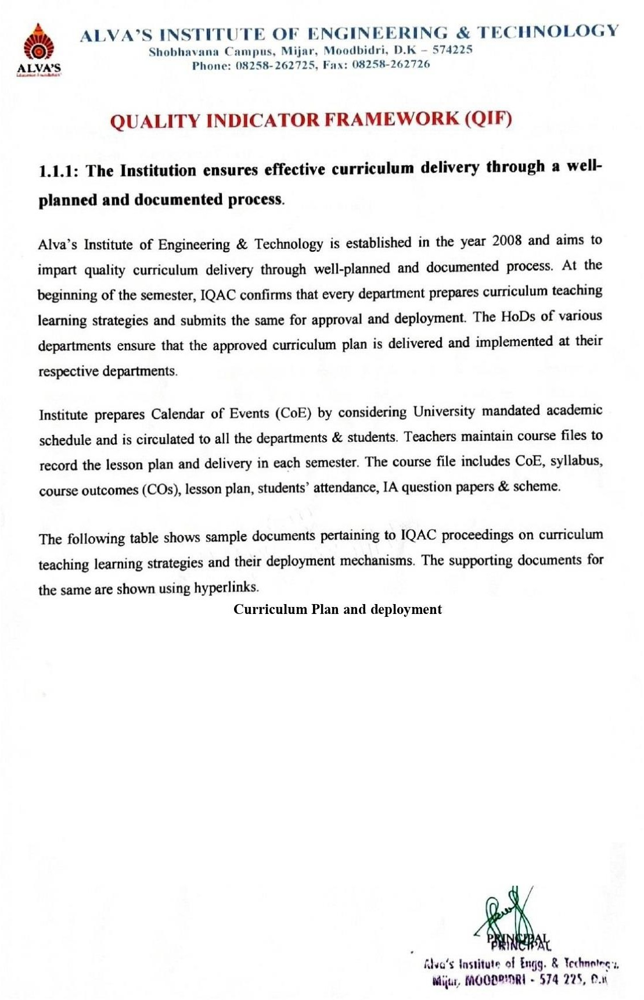 ALVA'S INSTITUTE OF ENGINEERING & TECHNOLOGY
Shobhavana Campus, Mijar, Moodbidri, D.K – 574225
Phone: 08258-262725, Fax: 08258-262726
ALVA'S
QUALITY INDICATOR FRAMEWORK (QIF)
1.1.1: The Institution ensures effective curriculum delivery through a well-
planned and documented process.
Alva's Institute of Engineering & Technology is established in the year 2008 and aims to
impart quality curriculum delivery through well-planned and documented process. At the
beginning of the semester, IQAC confirms that every department prepares curriculum teaching
learning strategies and submits the same for approval and deployment. The HoDs of various
departments ensure that the approved curriculum plan is delivered and implemented at their
respective departments.
Institute prepares Calendar of Events (CoE) by considering University mandated academic
schedule and is circulated to all the departments & students. Teachers maintain course files to
record the lesson plan and delivery in each semester. The course file includes CoE, syllabus,
course outcomes (COs), lesson plan, students' attendance, IA question papers & scheme.
The following table shows sample documents pertaining to IQAC proceedings on curriculum
teaching learning strategies and their deployment mechanisms. The supporting documents for
the same are shown using hyperlinks.
Curriculum Plan and deployment
PRINCIPAL
PRINCIPAL
Alva's Institute of Engg. & Technology,
Mijar, MOODBIDRI - 574 225, D.K